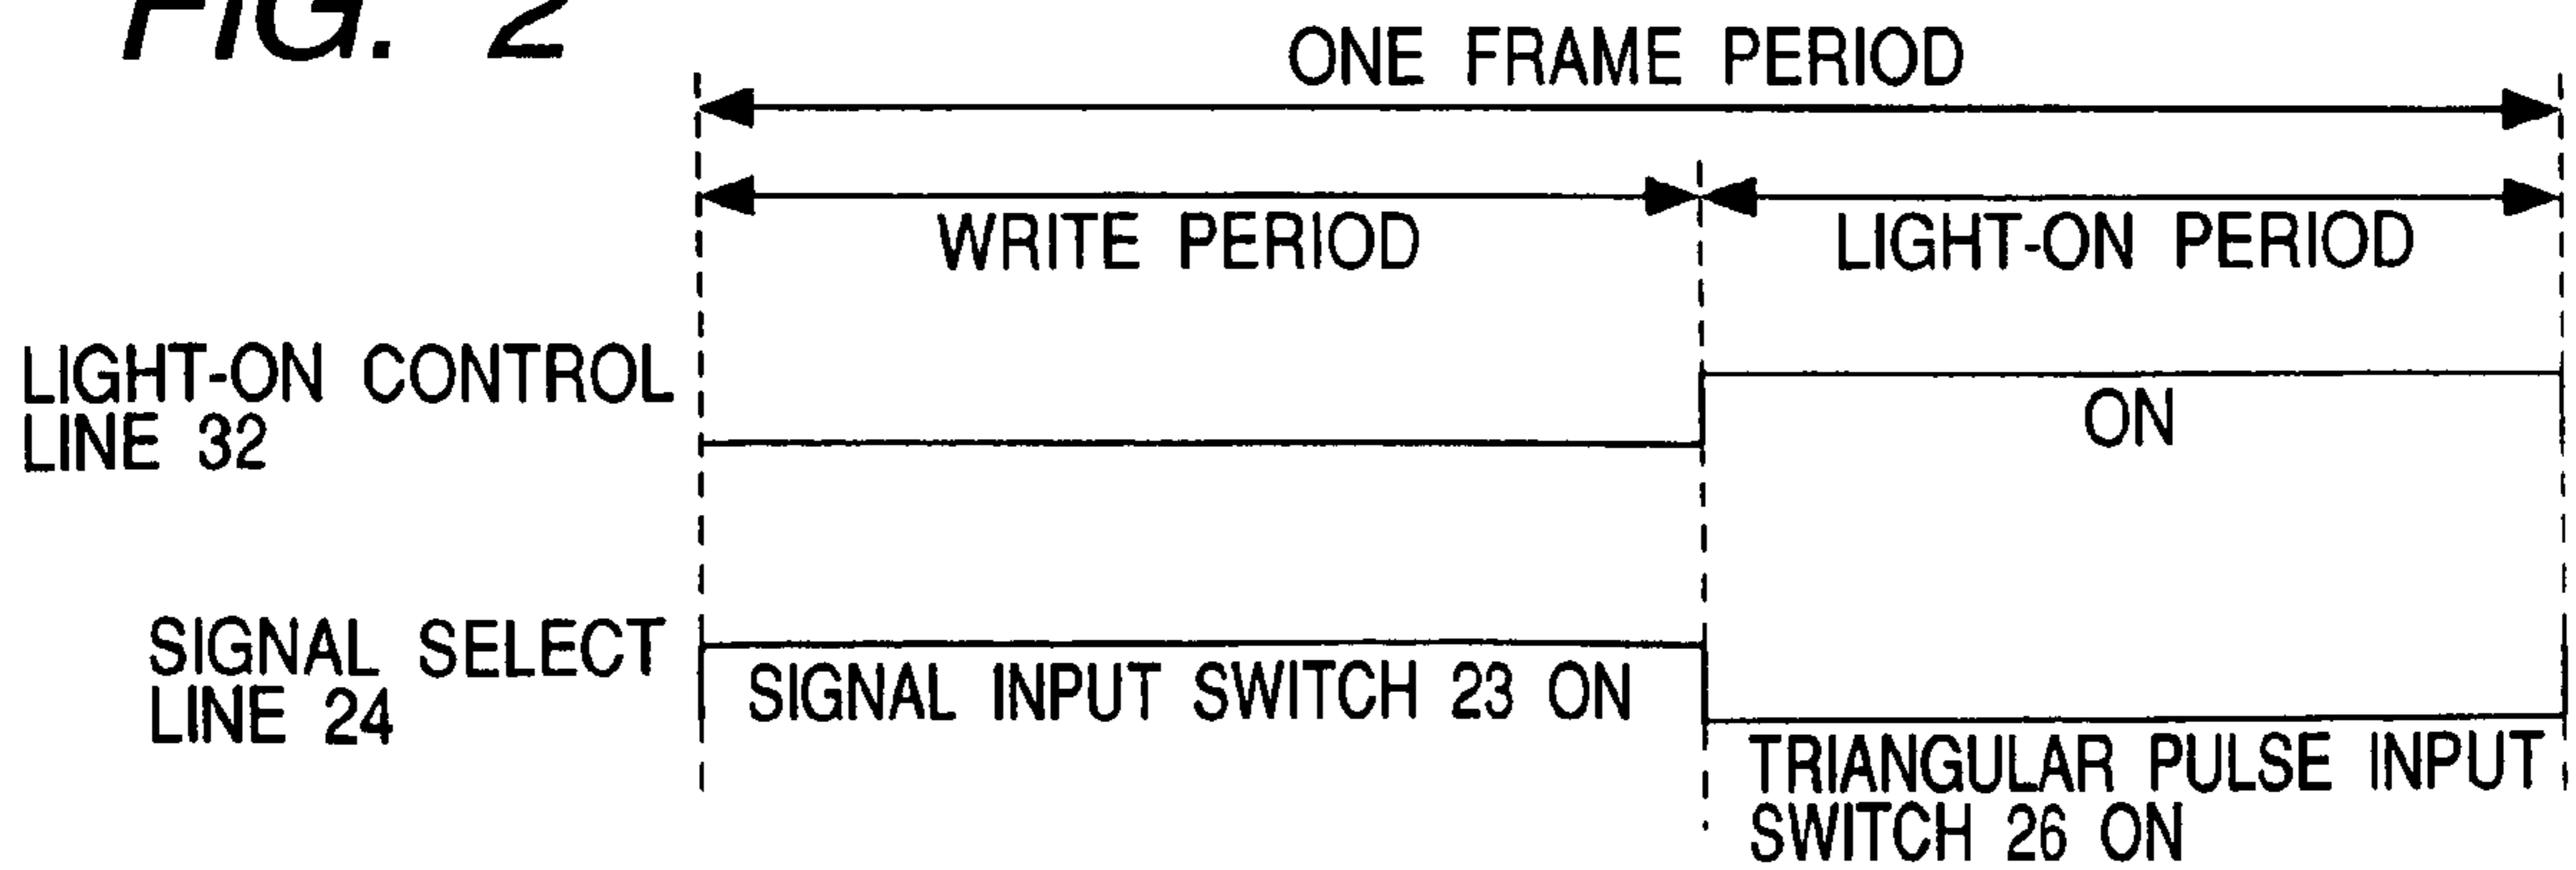 FIG. 2
ONE FRAME PERIOD
WRITE PERIOD
LIGHT-ON PERIOD
LIGHT-ON CONTROL
LINE 32
ON
SIGNAL SELECT
LINE 24
SIGNAL INPUT SWITCH 23 ON
TRIANGULAR PULSE INPUT
SWITCH 26 ON